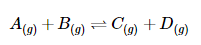 A(g) + B(g) ⇌ C(g) + D(g)